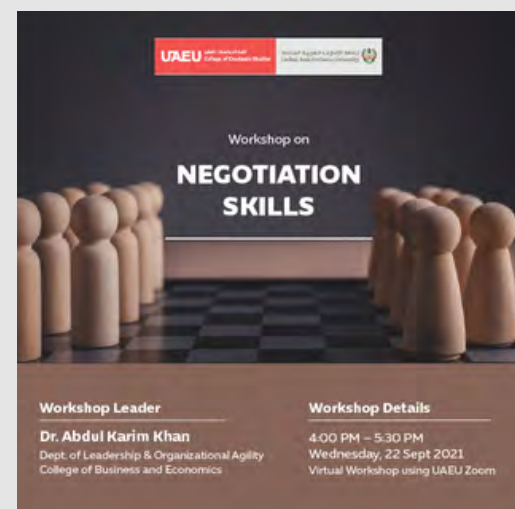 UAEU
College of Graduate Studies
United Arab Emirates University
Workshop on
NEGOTIATION
SKILLS
Workshop Leader
Dr. Abdul Karim Khan
Dept. of Leadership & Organizational Agility
College of Business and Economics
Workshop Details
4:00 PM – 5:30 PM
Wednesday, 22 Sept 2021
Virtual Workshop using UAEU Zoom